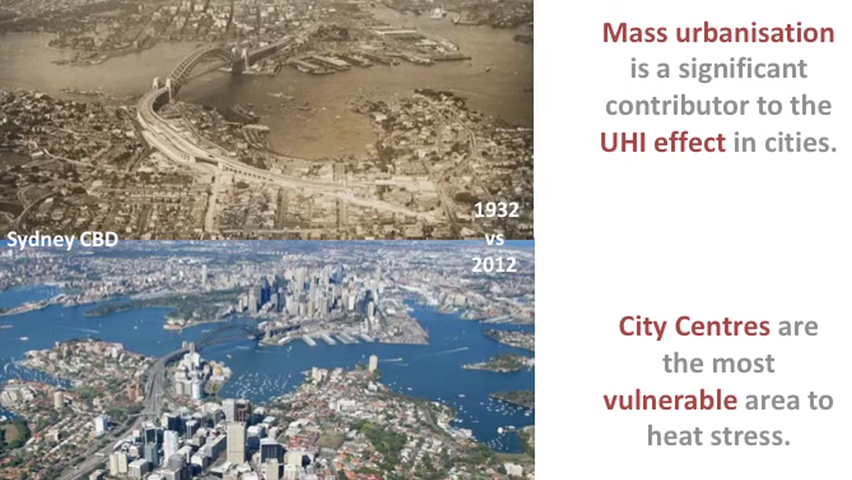 Mass urbanisation
is a significant
contributor to the
UHI effect in cities.
1932
vs
2012
Sydney CBD
City Centres are
the most
vulnerable area to
heat stress.